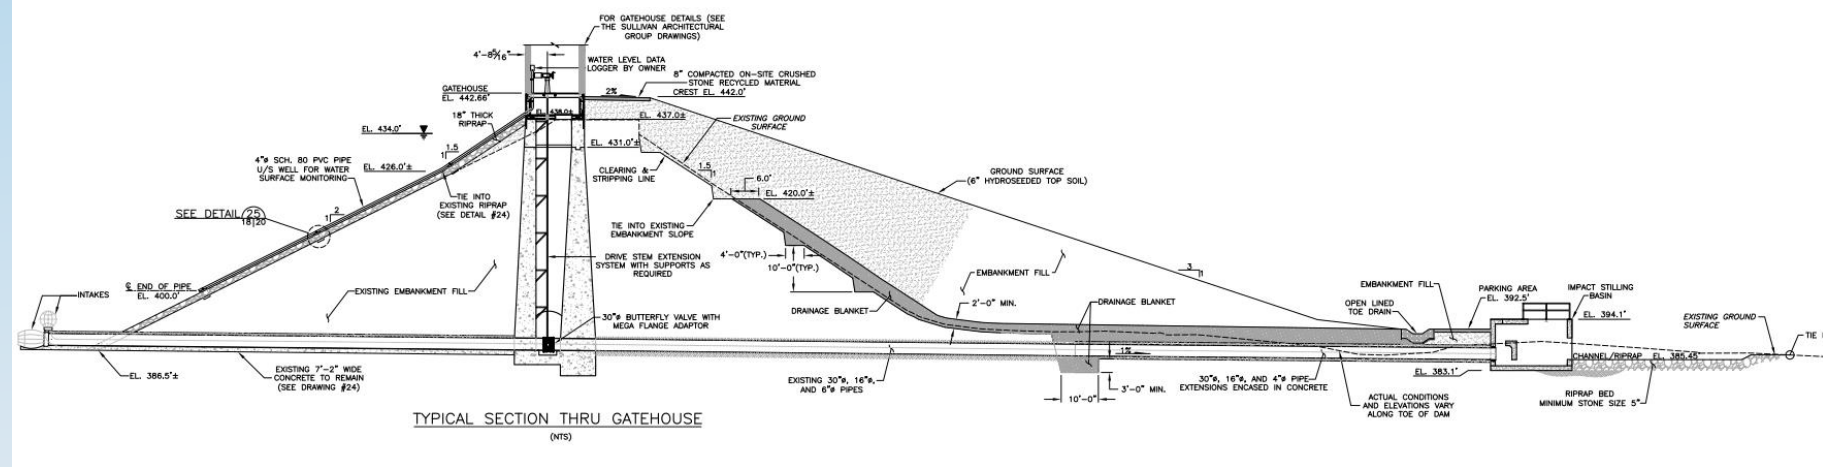 FOR GATEHOUSE DETAILS (SEE
THE SULLIVAN ARCHITECTURAL
GROUP DRAWINGS)
4'-8 5/16"
WATER LEVEL DATA
LOGGER BY OWNER
8" COMPACTED ON-SITE CRUSHED
STONE RECYCLED MATERIAL
CREST EL. 442.0'
2%
GATEHOUSE
EL. 442.66'
18" THICK
RIPRAP
EL. 438.0±
EL. 437.0±
EXISTING GROUND
SURFACE
EL. 434.0'
EL. 431.0'±
1.5
1
4"ø SCH. 80 PVC PIPE
U/S WELL FOR WATER
SURFACE MONITORING
EL. 426.0'±
CLEARING &
STRIPPING LINE
1.5
1
6.0'
EL. 420.0'±
GROUND SURFACE
(6" HYDROSEEDED TOP SOIL)
TIE INTO
EXISTING RIPRAP
(SEE DETAIL #24)
SEE DETAIL 25
18|20
2
1
TIE INTO EXISTING
EMBANKMENT SLOPE
4'-0"(TYP.)
10'-0"(TYP.)
DRIVE STEM EXTENSION
SYSTEM WITH SUPPORTS AS
REQUIRED
3
1
EMBANKMENT FILL
EXISTING EMBANKMENT FILL
℄ END OF PIPE
EL. 400.0'
INTAKES
30"ø BUTTERFLY VALVE WITH
MEGA FLANGE ADAPTOR
DRAINAGE BLANKET
2'-0" MIN.
DRAINAGE BLANKET
OPEN LINED
TOE DRAIN
EMBANKMENT FILL
PARKING AREA
EL. 392.5'
IMPACT STILLING
BASIN
EL. 394.1'
EXISTING GROUND
SURFACE
TIE
1%
CHANNEL/RIPRAP EL. 385.45'
EL. 383.1'
EL. 386.5'±
EXISTING 7'-2" WIDE
CONCRETE TO REMAIN
(SEE DRAWING #24)
EXISTING 30"ø, 16"ø,
AND 6"ø PIPES
10'-0"
3'-0" MIN.
30"ø, 16"ø, AND 4"ø PIPE
EXTENSIONS ENCASED IN CONCRETE
ACTUAL CONDITIONS
AND ELEVATIONS VARY
ALONG TOE OF DAM
RIPRAP BED
MINIMUM STONE SIZE 5"
TYPICAL SECTION THRU GATEHOUSE
(NTS)